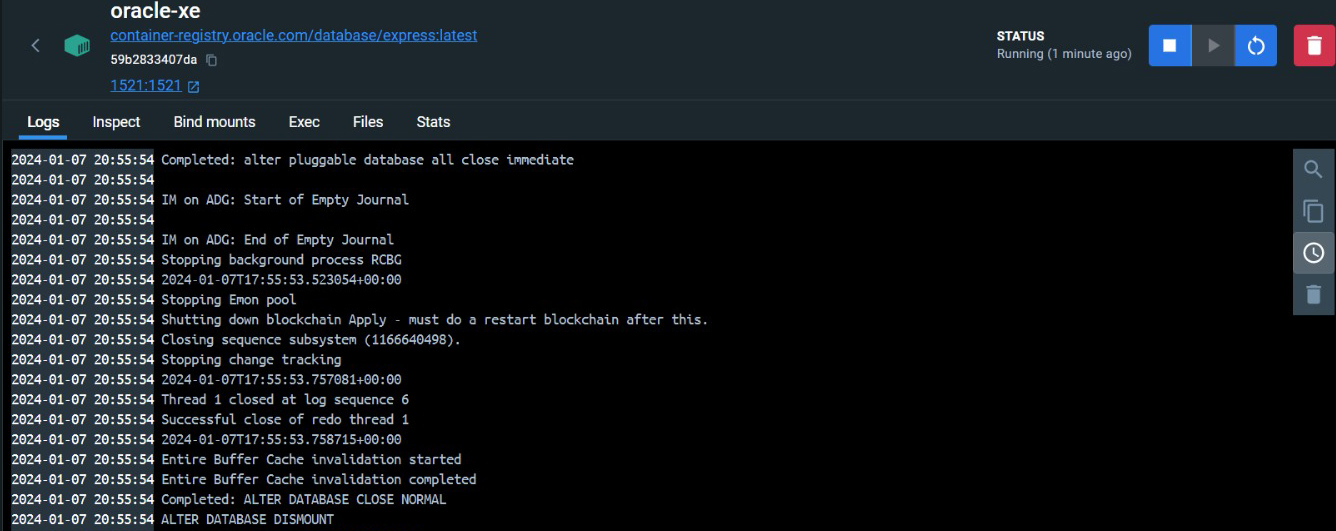 oracle-xe
container-registry.oracle.com/database/express:latest
59b2833407da
1521:1521
STATUS
Running (1 minute ago)
Logs Inspect Bind mounts Exec Files Stats
2024-01-07 20:55:54 Completed: alter pluggable database all close immediate
2024-01-07 20:55:54
2024-01-07 20:55:54 IM on ADG: Start of Empty Journal
2024-01-07 20:55:54
2024-01-07 20:55:54 IM on ADG: End of Empty Journal
2024-01-07 20:55:54 Stopping background process RCBG
2024-01-07 20:55:54 2024-01-07T17:55:53.523054+00:00
2024-01-07 20:55:54 Stopping Emon pool
2024-01-07 20:55:54 Shutting down blockchain Apply - must do a restart blockchain after this.
2024-01-07 20:55:54 Closing sequence subsystem (1166640498).
2024-01-07 20:55:54 Stopping change tracking
2024-01-07 20:55:54 2024-01-07T17:55:53.757081+00:00
2024-01-07 20:55:54 Thread 1 closed at log sequence 6
2024-01-07 20:55:54 Successful close of redo thread 1
2024-01-07 20:55:54 2024-01-07T17:55:53.758715+00:00
2024-01-07 20:55:54 Entire Buffer Cache invalidation started
2024-01-07 20:55:54 Entire Buffer Cache invalidation completed
2024-01-07 20:55:54 Completed: ALTER DATABASE CLOSE NORMAL
2024-01-07 20:55:54 ALTER DATABASE DISMOUNT